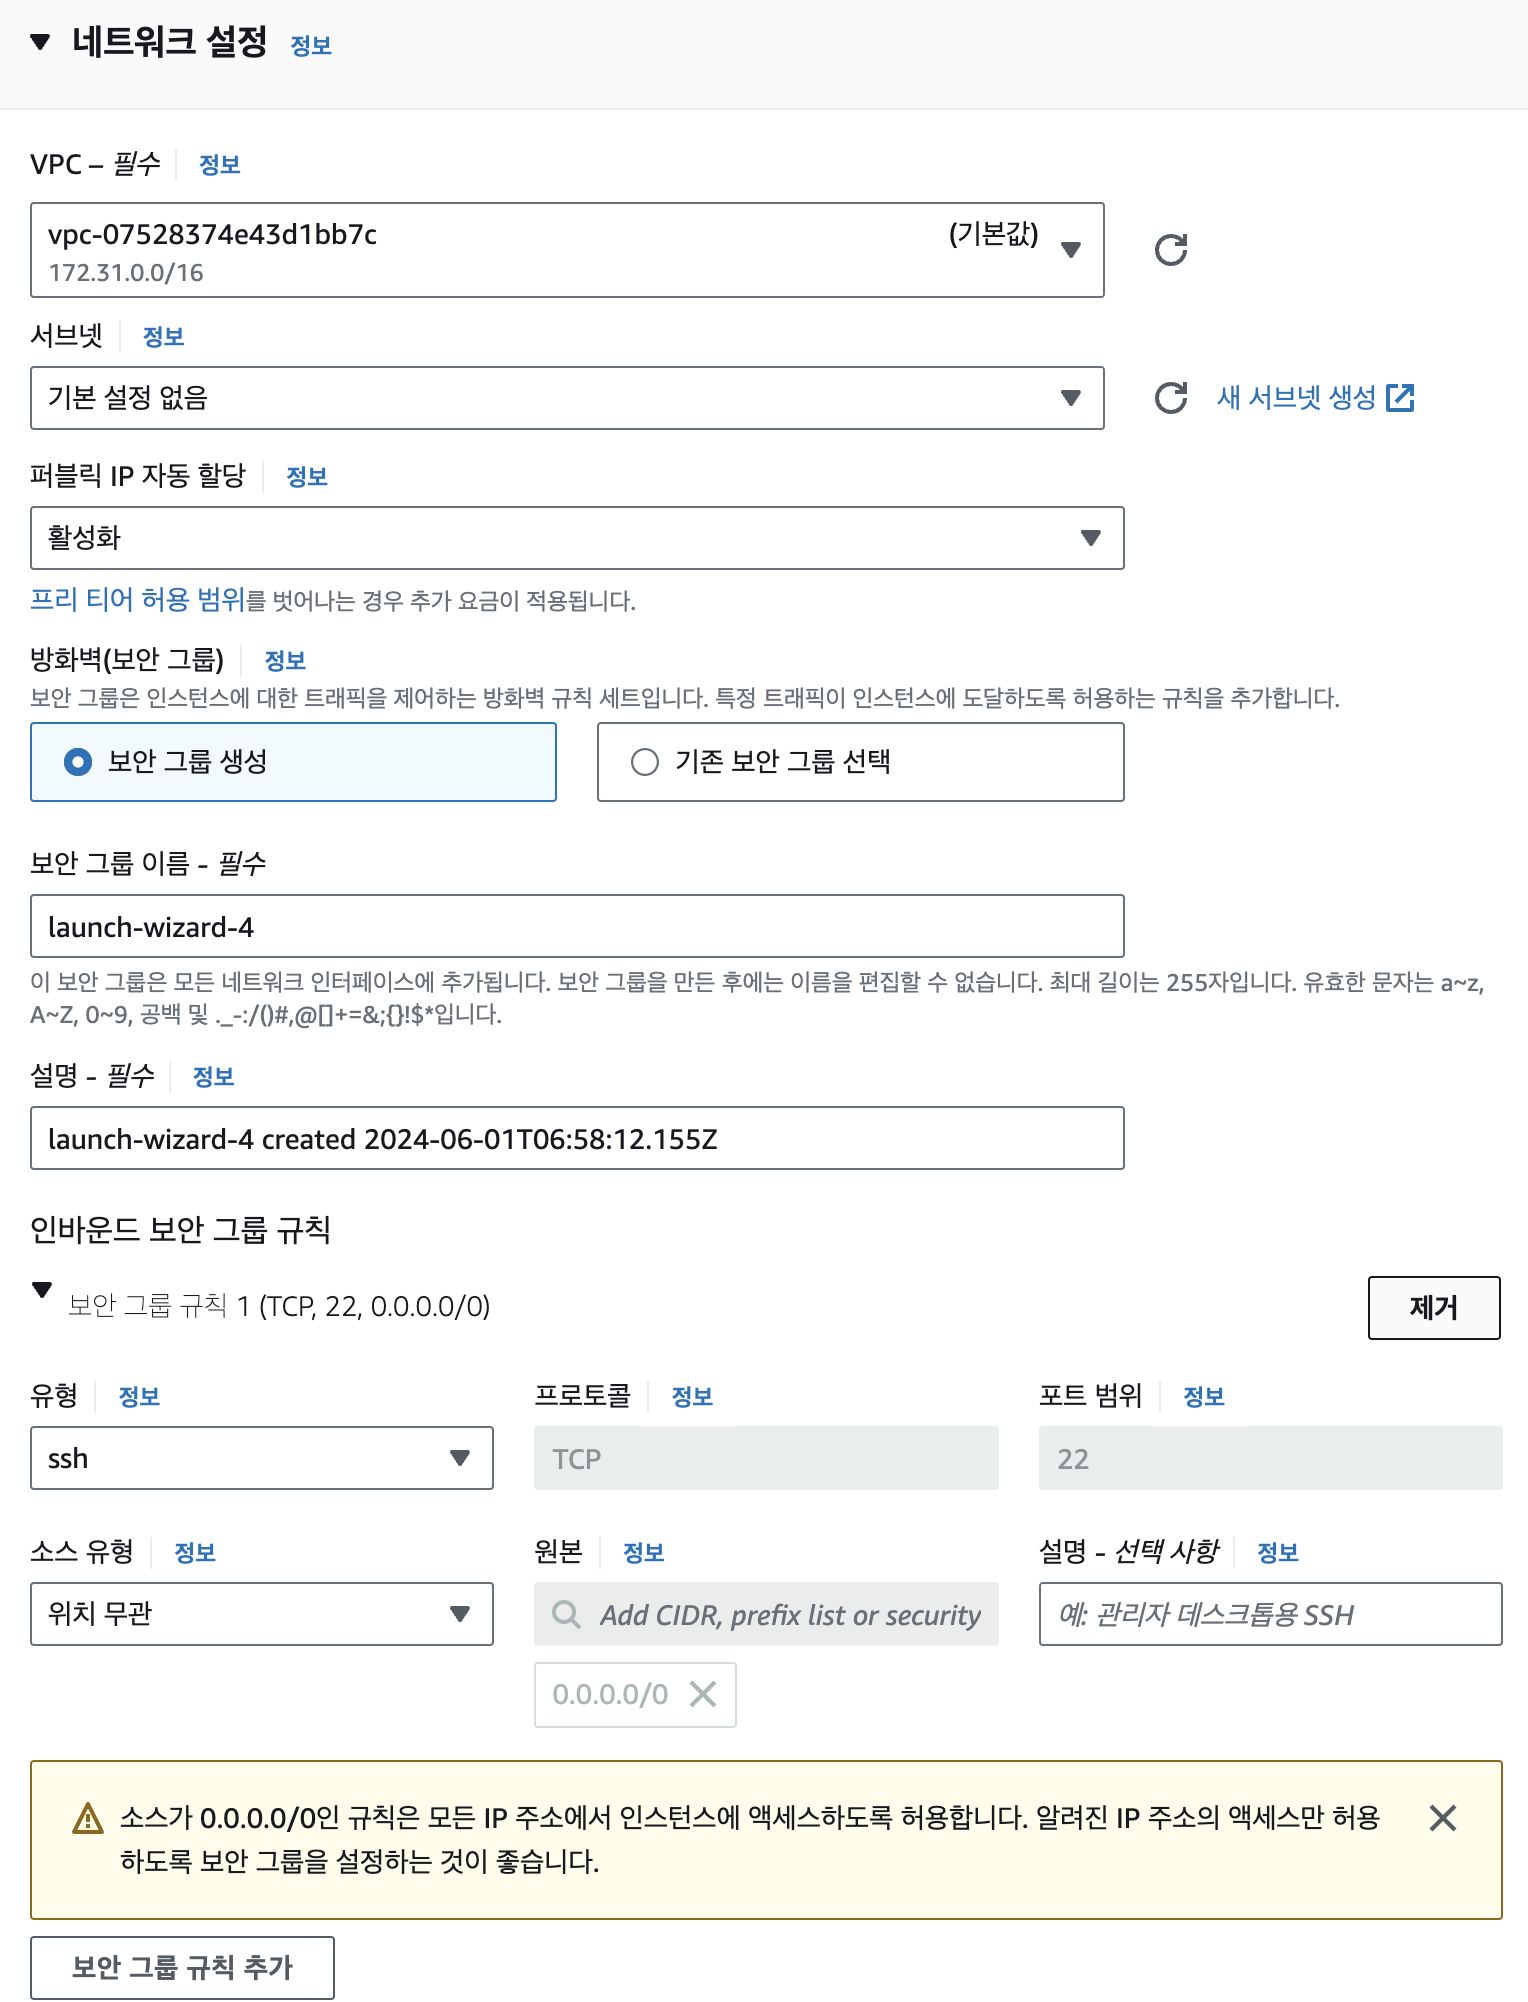 네트워크 설정 정보
VPC – 필수 정보
vpc-07528374e43d1bb7c (기본값)
172.31.0.0/16
서브넷 정보
기본 설정 없음 새 서브넷 생성
퍼블릭 IP 자동 할당 정보
활성화
프리 티어 허용 범위를 벗어나는 경우 추가 요금이 적용됩니다.
방화벽(보안 그룹) 정보
보안 그룹은 인스턴스에 대한 트래픽을 제어하는 방화벽 규칙 세트입니다. 특정 트래픽이 인스턴스에 도달하도록 허용하는 규칙을 추가합니다.
보안 그룹 생성 기존 보안 그룹 선택
보안 그룹 이름 - 필수
launch-wizard-4
이 보안 그룹은 모든 네트워크 인터페이스에 추가됩니다. 보안 그룹을 만든 후에는 이름을 편집할 수 없습니다. 최대 길이는 255자입니다. 유효한 문자는 a~z,
A~Z, 0~9, 공백 및 ._-:/()#,@[]+=&;{}!$*입니다.
설명 - 필수 정보
launch-wizard-4 created 2024-06-01T06:58:12.155Z
인바운드 보안 그룹 규칙
보안 그룹 규칙 1 (TCP, 22, 0.0.0.0/0) 제거
유형 정보 프로토콜 정보 포트 범위 정보
ssh TCP 22
소스 유형 정보 원본 정보 설명 - 선택 사항 정보
위치 무관 Add CIDR, prefix list or security 예: 관리자 데스크톱용 SSH
0.0.0.0/0
소스가 0.0.0.0/0인 규칙은 모든 IP 주소에서 인스턴스에 액세스하도록 허용합니다. 알려진 IP 주소의 액세스만 허용
하도록 보안 그룹을 설정하는 것이 좋습니다.
보안 그룹 규칙 추가